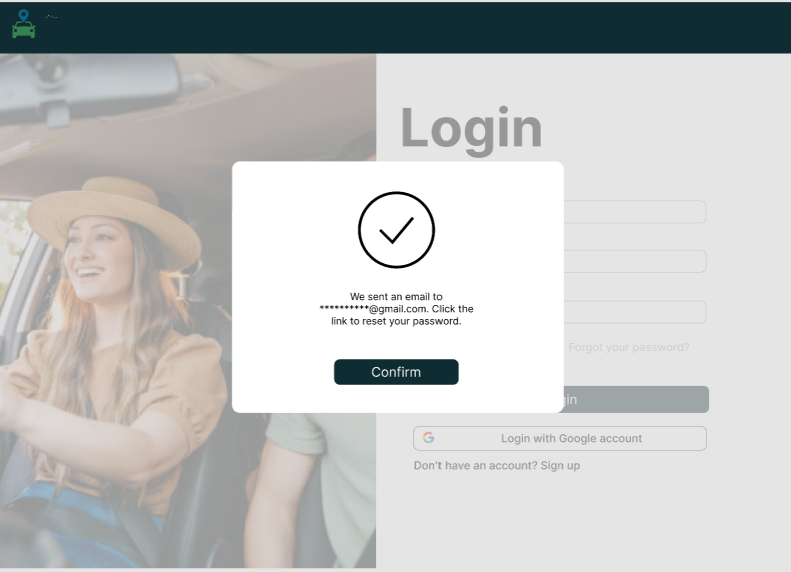 Login
We sent an email to
**********@gmail.com. Click the
link to reset your password.
Forgot your password?
Confirm
in
Login with Google account
Don't have an account? Sign up